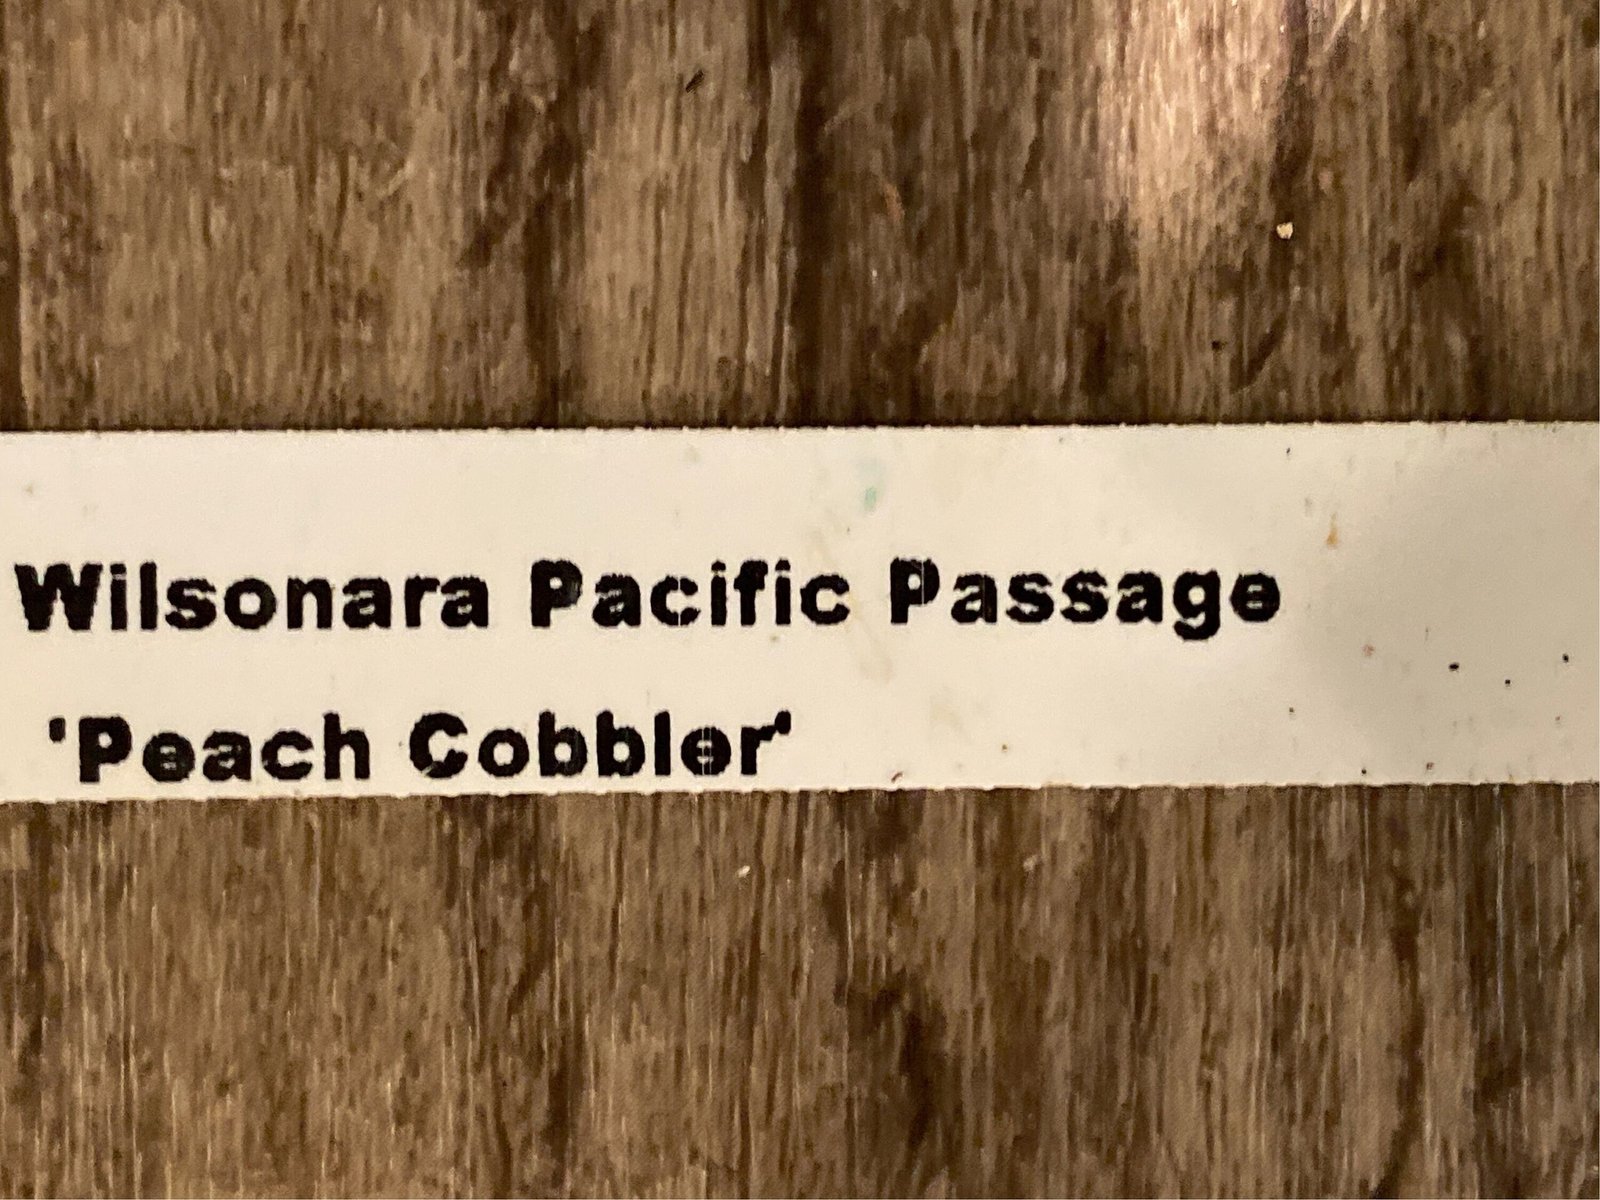 Wilsonara Pacific Passage
'Peach Cobbler'